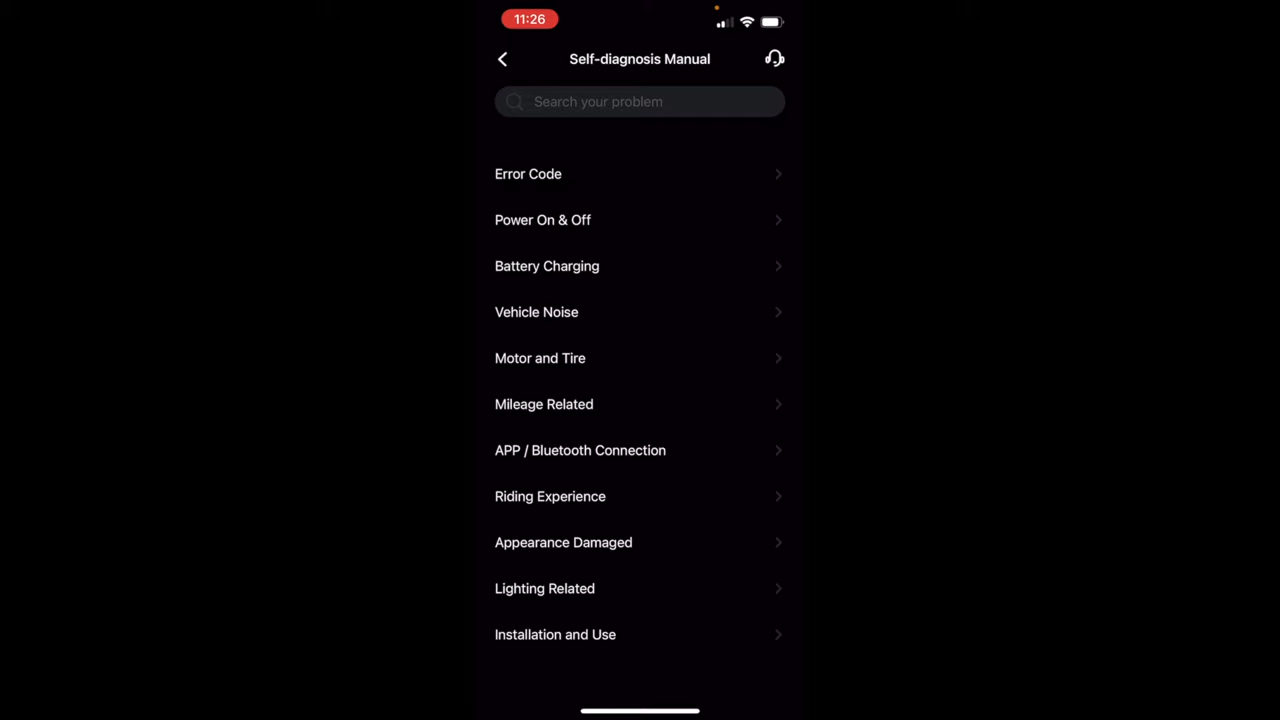 11:26
Self-diagnosis Manual
Search your problem
Error Code
Power On & Off
Battery Charging
Vehicle Noise
Motor and Tire
Mileage Related
APP / Bluetooth Connection
Riding Experience
Appearance Damaged
Lighting Related
Installation and Use